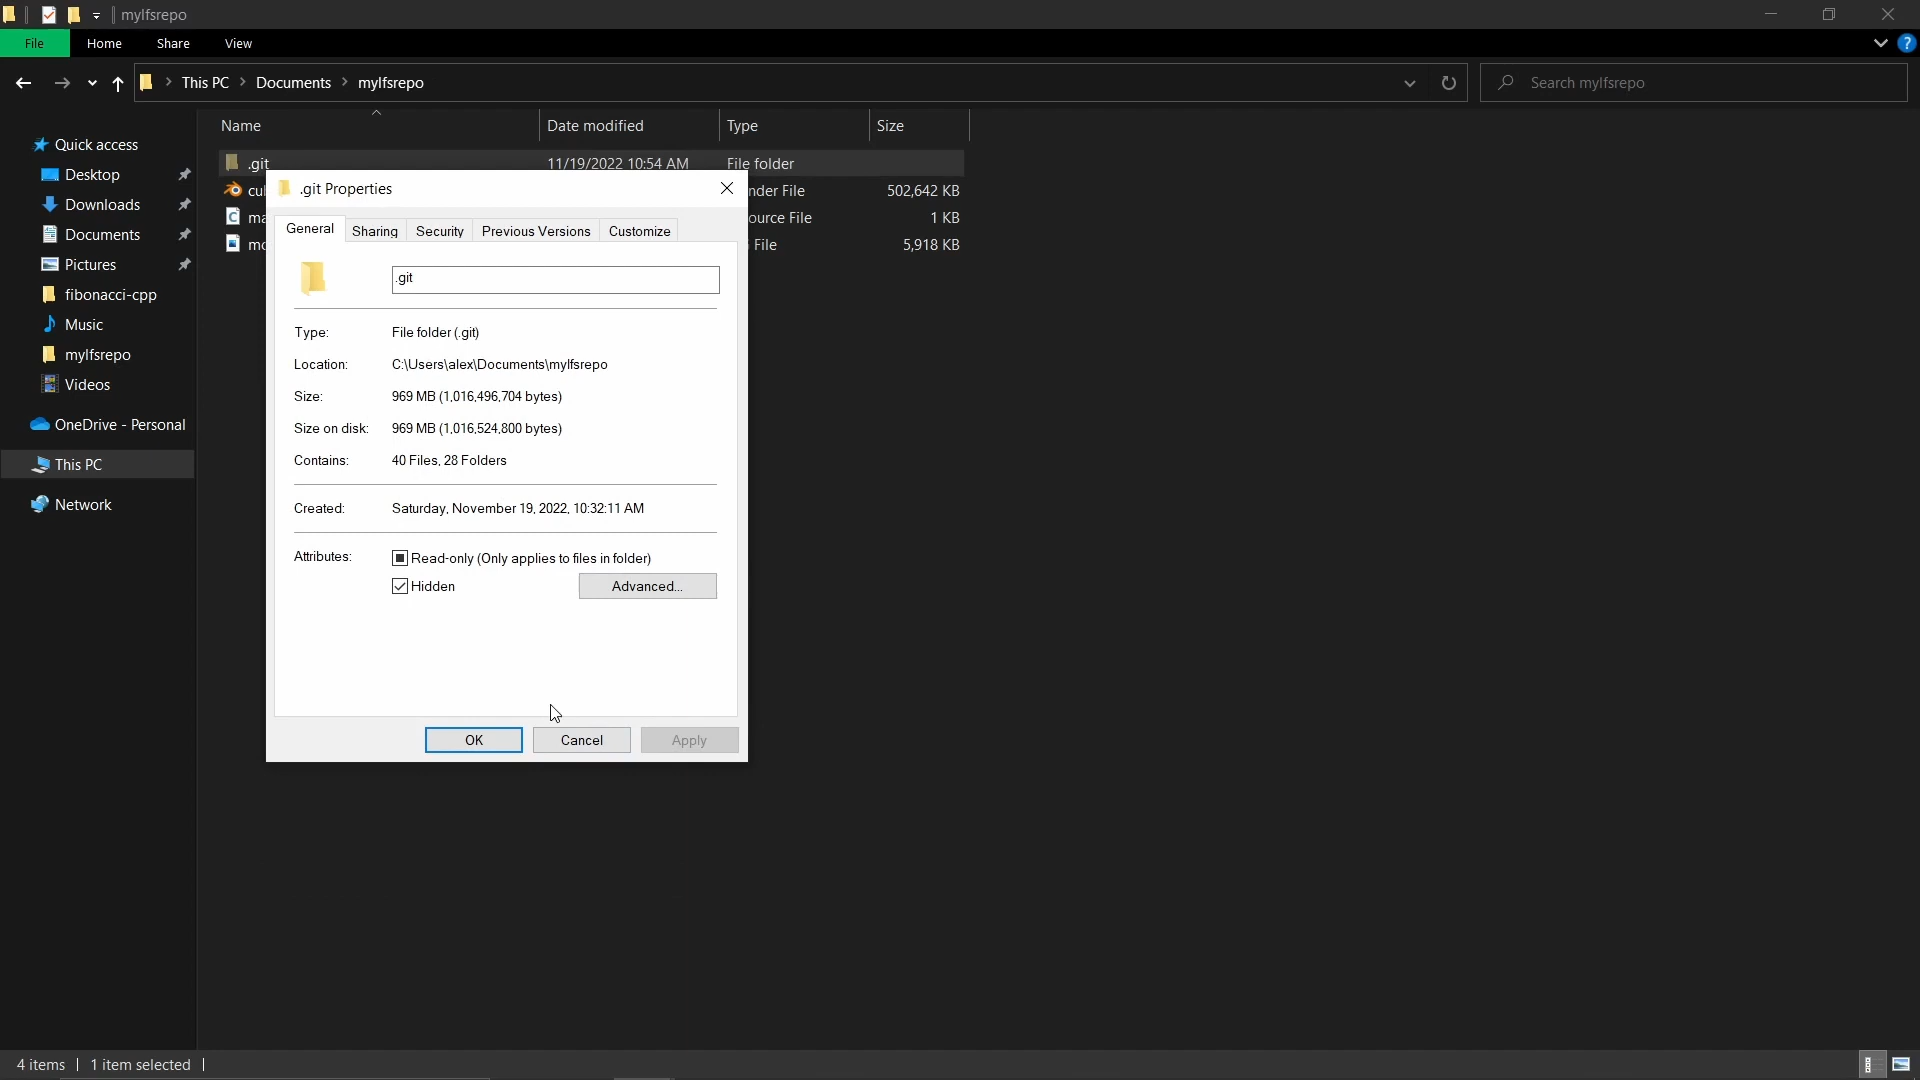 mylfsrepo
File Home Share View
This PC Documents mylfsrepo
Search mylfsrepo
Name Date modified Type Size
Quick access
Desktop
Downloads
Documents
Pictures
fibonacci-cpp
Music
mylfsrepo
Videos
OneDrive - Personal
This PC
Network
.git 11/19/2022 10:54 AM File folder
502,642 KB
ource File 1 KB
File 5,918 KB
.git Properties
General Sharing Security Previous Versions Customize
.git
Type: File folder (.git)
Location: C:\Users\alex\Documents\mylfsrepo
Size: 969 MB (1,016,496,704 bytes)
Size on disk: 969 MB (1,016,524,800 bytes)
Contains: 40 Files, 28 Folders
Created: Saturday, November 19, 2022, 10:32:11 AM
Attributes: Read-only (Only applies to files in folder)
Hidden Advanced...
OK Cancel Apply
4 items 1 item selected